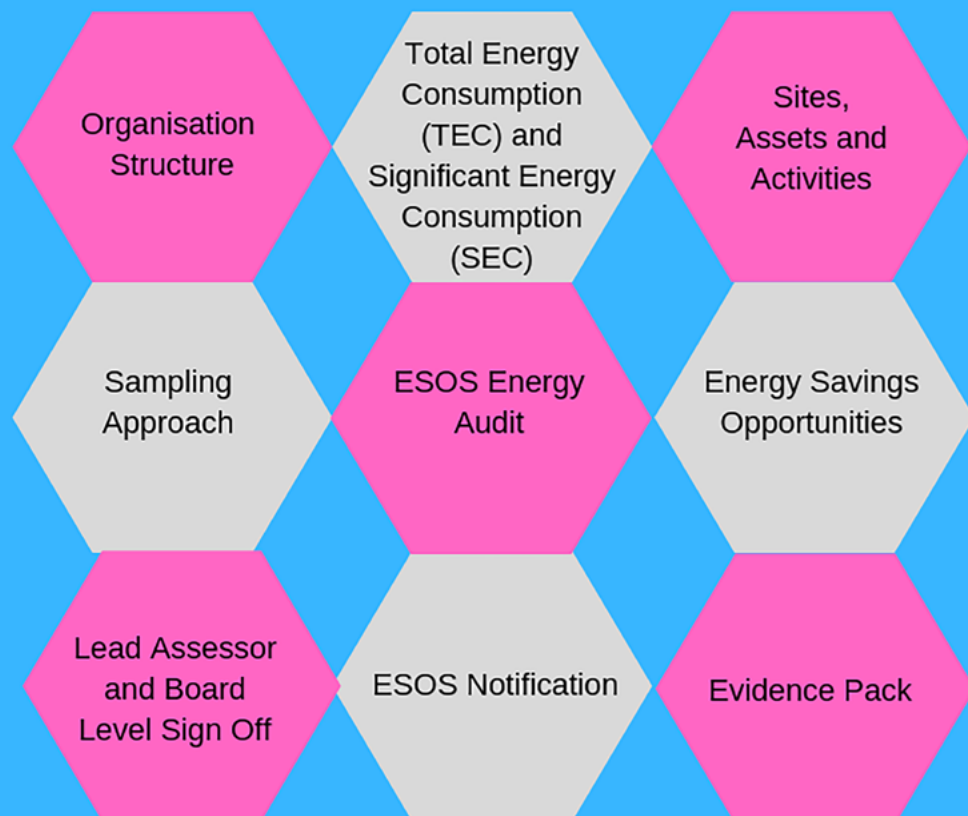 Organisation
Structure
Total Energy
Consumption
(TEC) and
Significant Energy
Consumption
(SEC)
Sites,
Assets and
Activities
Sampling
Approach
ESOS Energy
Audit
Energy Savings
Opportunities
Lead Assessor
and Board
Level Sign Off
ESOS Notification
Evidence Pack